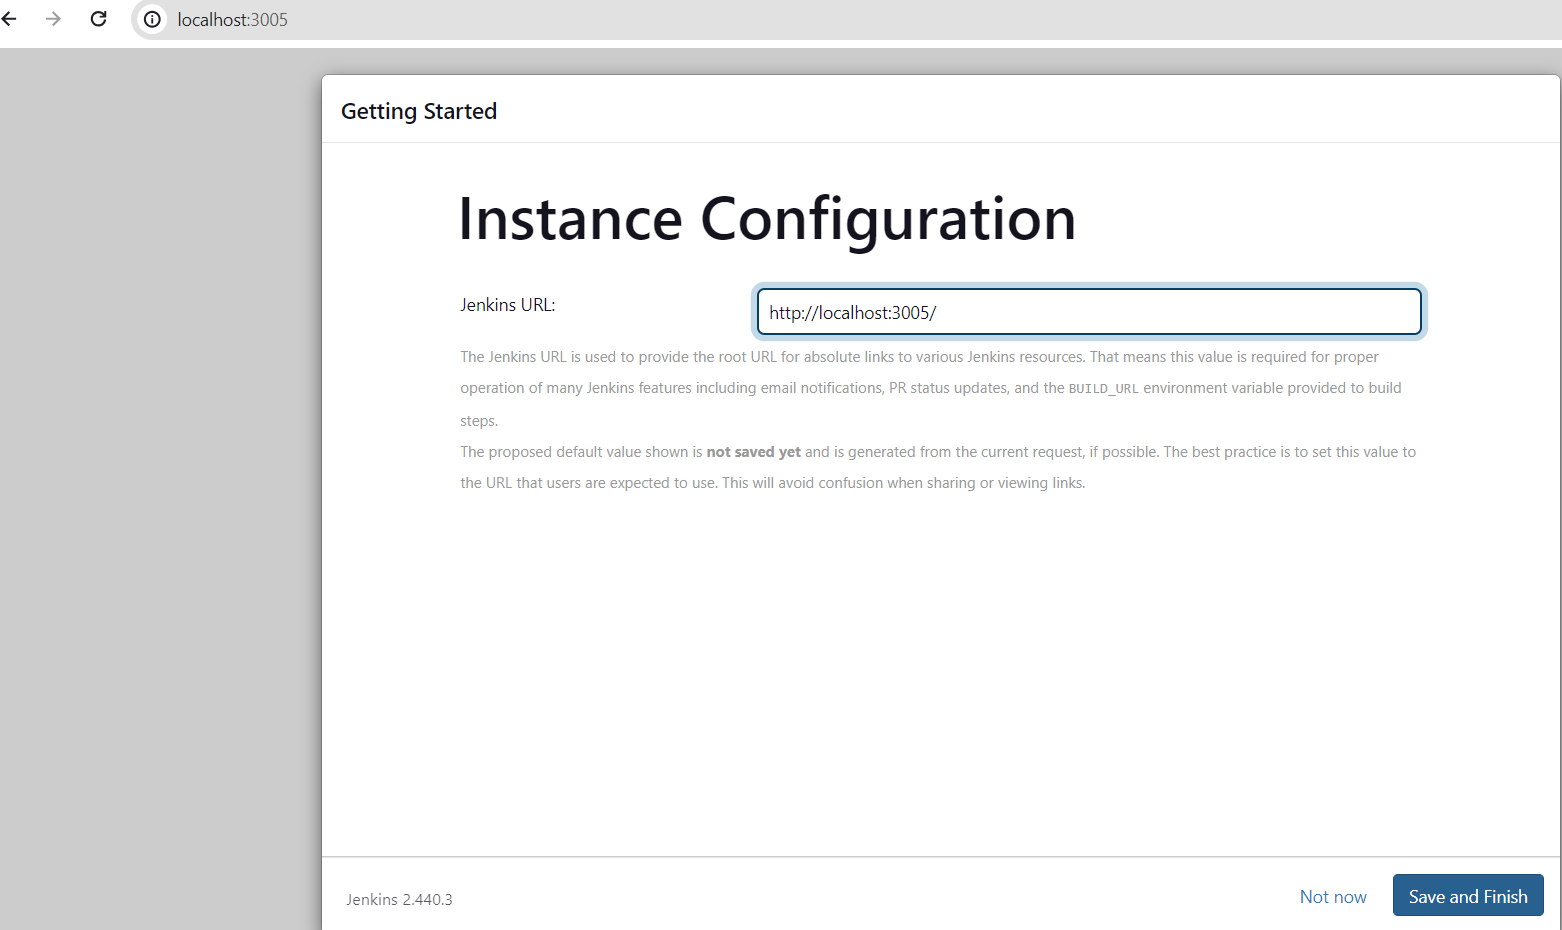 localhost:3005
Getting Started
Instance Configuration
Jenkins URL:
http://localhost:3005/
The Jenkins URL is used to provide the root URL for absolute links to various Jenkins resources. That means this value is required for proper
operation of many Jenkins features including email notifications, PR status updates, and the BUILD_URL environment variable provided to build
steps.
The proposed default value shown is not saved yet and is generated from the current request, if possible. The best practice is to set this value to
the URL that users are expected to use. This will avoid confusion when sharing or viewing links.
Jenkins 2.440.3
Not now
Save and Finish